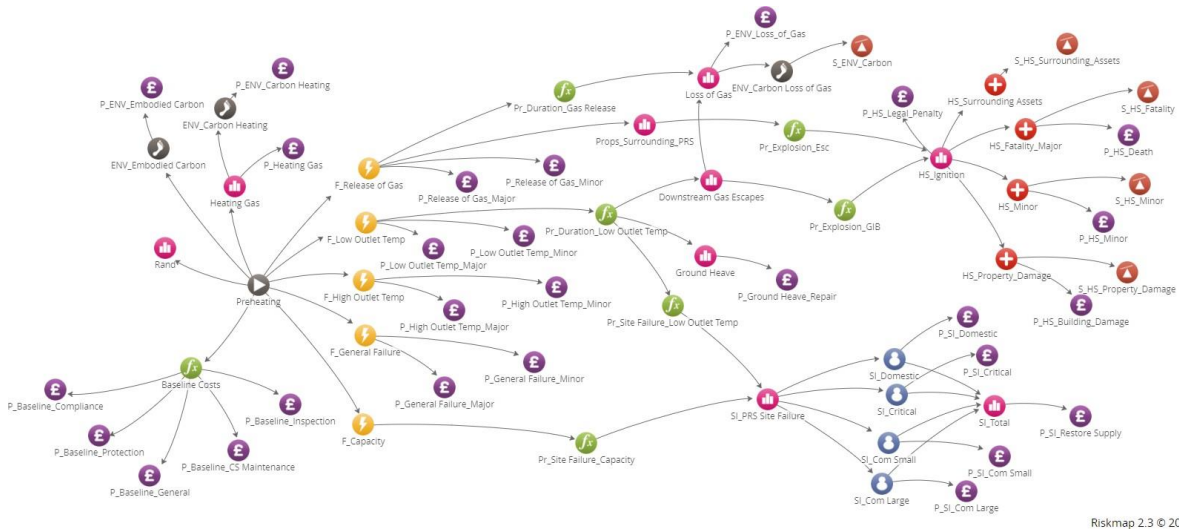 P_ENV_Loss_of_Gas
S_ENV_Carbon
S_HS_Surrounding_Assets
P_ENV_Carbon Heating
P_ENV_Embodied Carbon
Loss of Gas
ENV_Carbon Loss of Gas
Pr_Duration_Gas Release
P_HS_Legal_Penalty
HS_Surrounding Assets
S_HS_Fatality
ENV_Carbon Heating
Props_Surrounding_PRS
Pr_Explosion_Esc
HS_Fatality_Major
P_HS_Death
ENV_Embodied Carbon
P_Heating Gas
F_Release of Gas
P_Release of Gas_Minor
P_Release of Gas_Major
HS_Ignition
Heating Gas
Downstream Gas Escapes
HS_Minor
S_HS_Minor
Pr_Duration_Low Outlet Temp
Pr_Explosion_GIB
F_Low Outlet Temp
P_Low Outlet Temp_Minor
P_Low Outlet Temp_Major
P_HS_Minor
Rand
Ground Heave
HS_Property_Damage
S_HS_Property_Damage
Preheating
F_High Outlet Temp
P_High Outlet Temp_Minor
P_Ground Heave_Repair
P_High Outlet Temp_Major
Pr_Site Failure_Low Outlet Temp
P_HS_Building_Damage
P_SI_Domestic
F_General Failure
P_General Failure_Minor
SI_Domestic
P_SI_Critical
Baseline Costs
P_General Failure_Major
P_Baseline_Compliance
P_Baseline_Inspection
SI_PRS Site Failure
SI_Critical
SI_Total
P_SI_Restore Supply
F_Capacity
P_Baseline_Protection
Pr_Site Failure_Capacity
SI_Com Small
P_Baseline_CS Maintenance
P_SI_Com Small
P_Baseline_General
SI_Com Large
P_SI_Com Large
Riskmap 2.3 © 20